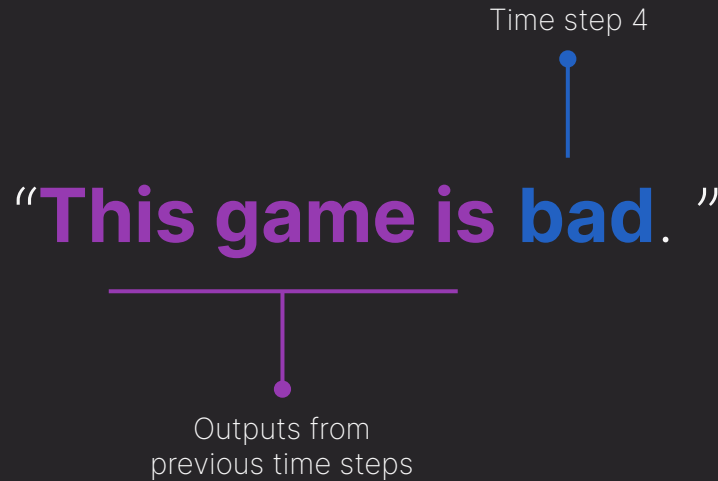 Time step 4
“This game is bad. ”
Outputs from
previous time steps